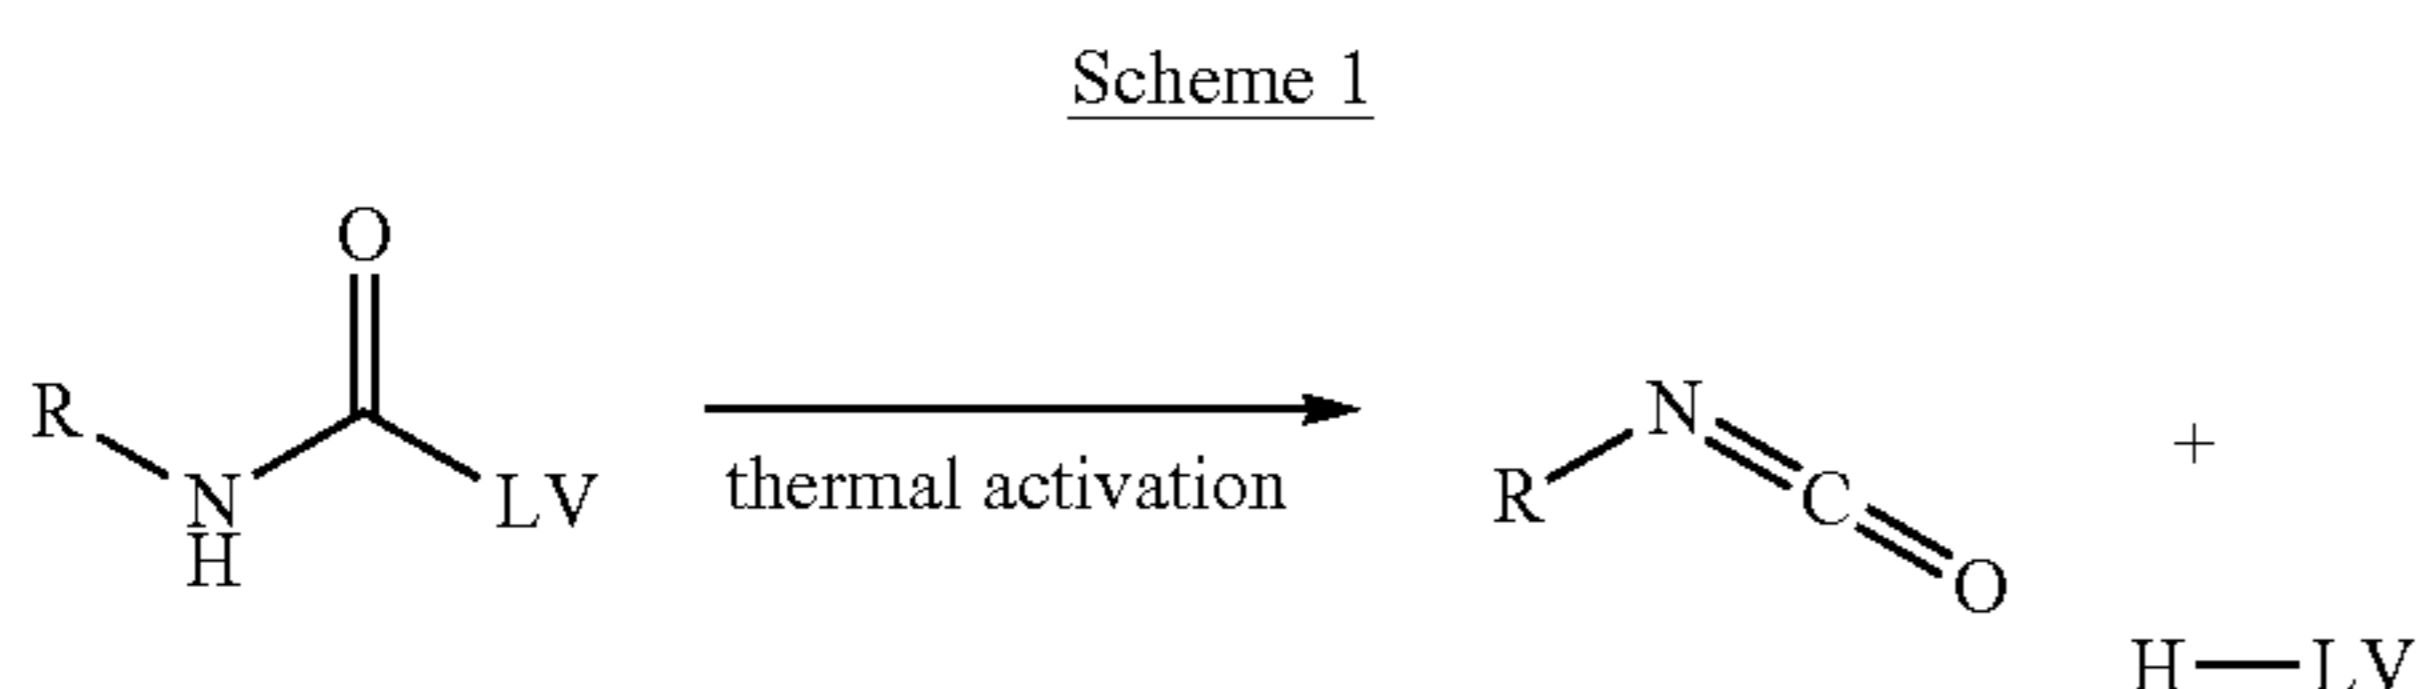 Scheme 1
O
R
N
H
LV
thermal activation
R
N
C
O
+
H
LV